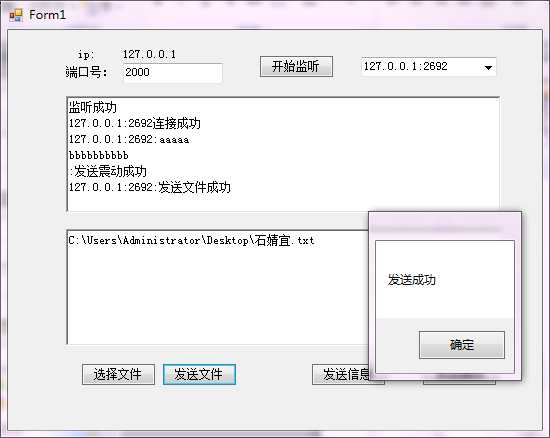 Form1
ip: 127.0.0.1
端口号: 2000 开始监听 127.0.0.1:2692
监听成功
127.0.0.1:2692连接成功
127.0.0.1:2692:aaaaa
bbbbbbbbbb
:发送震动成功
127.0.0.1:2692:发送文件成功
C:\Users\Administrator\Desktop\石婧宜.txt
发送成功
确定
选择文件 发送文件 发送信息